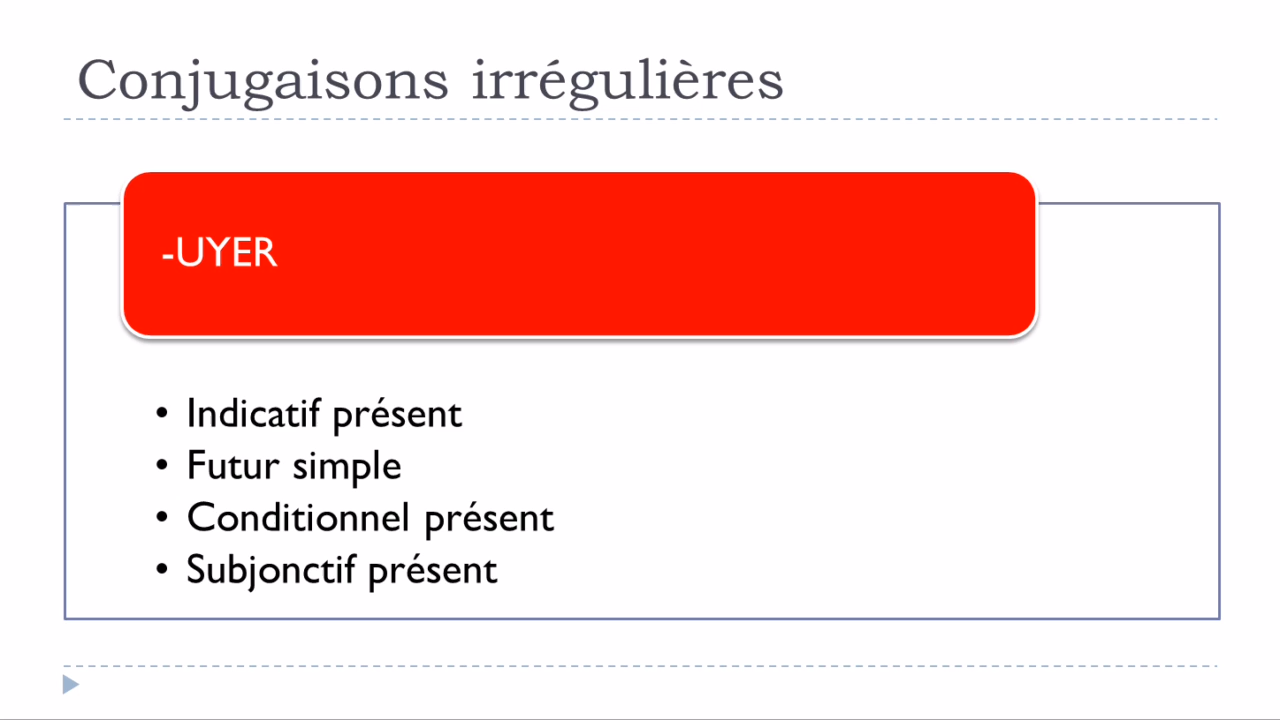 Conjugaisons irrégulières
-UYER
• Indicatif présent
• Futur simple
• Conditionnel présent
• Subjonctif présent